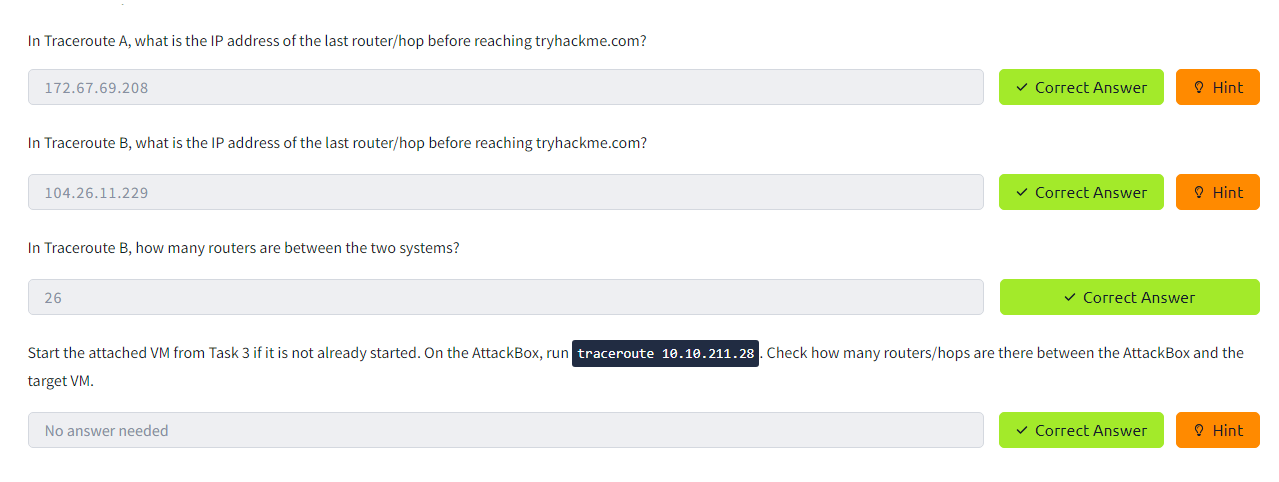 In Traceroute A, what is the IP address of the last router/hop before reaching tryhackme.com?
172.67.69.208
Correct Answer
Hint
In Traceroute B, what is the IP address of the last router/hop before reaching tryhackme.com?
104.26.11.229
Correct Answer
Hint
In Traceroute B, how many routers are between the two systems?
26
Correct Answer
Start the attached VM from Task 3 if it is not already started. On the AttackBox, run traceroute 10.10.211.28. Check how many routers/hops are there between the AttackBox and the
target VM.
No answer needed
Correct Answer
Hint